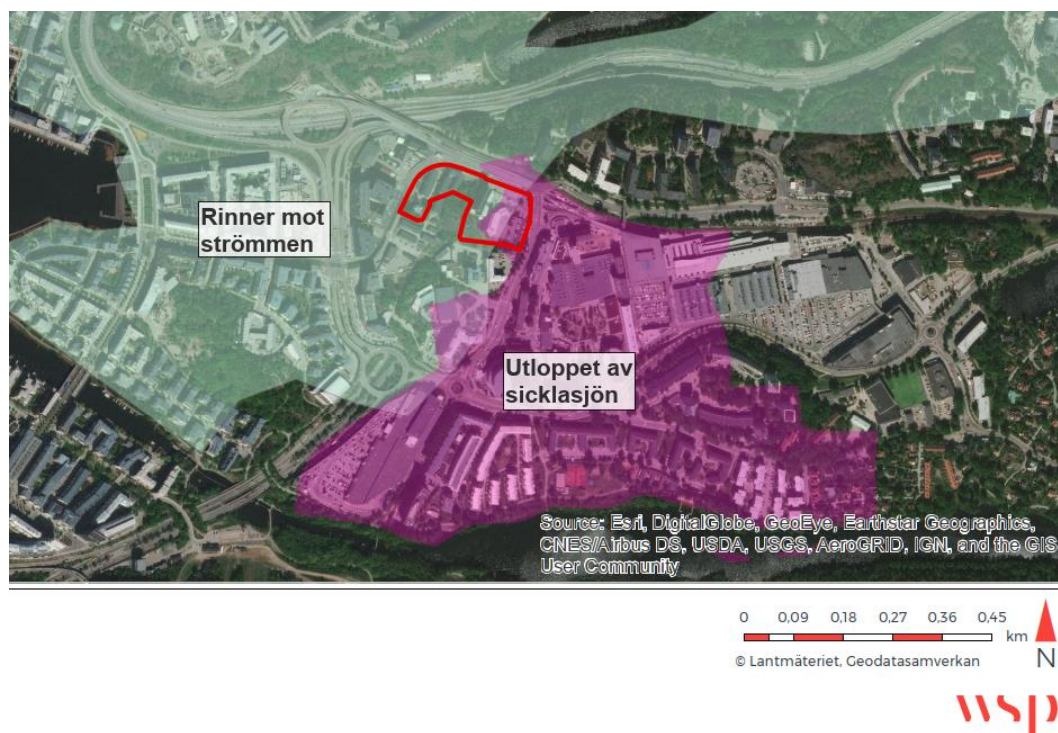 Rinner mot
strömmen
Utloppet av
sicklasjön
Source: Esri, DigitalGlobe, GeoEye, Earthstar Geographics,
CNES/Airbus DS, USDA, USGS, AeroGRID, IGN, and the GIS
User Community
0 0,09 0,18 0,27 0,36 0,45
km
© Lantmäteriet, Geodatasamverkan
N
wsp